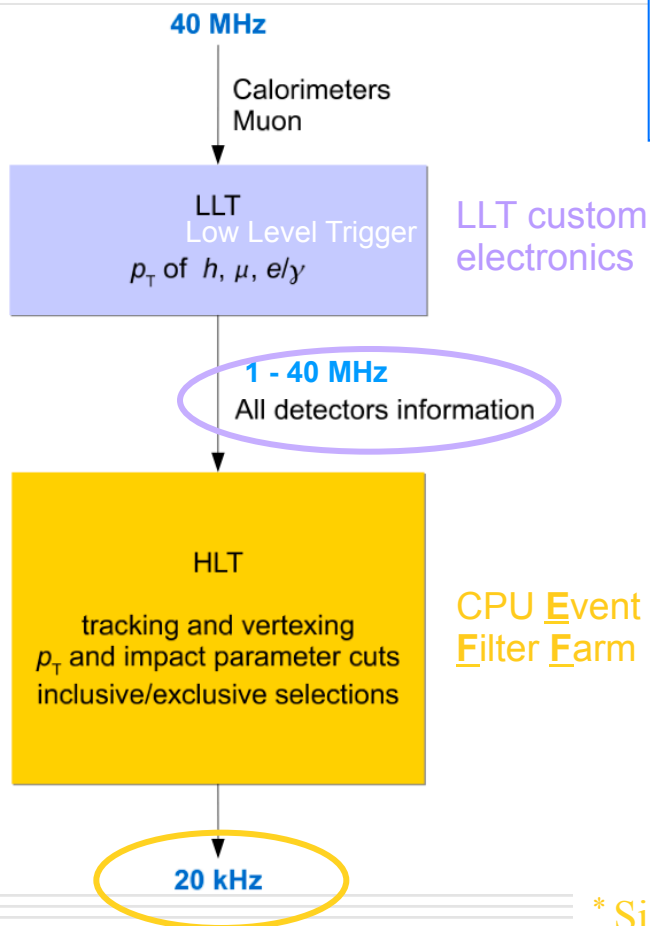 40 MHz
Calorimeters
Muon
LLT
Low Level Trigger
pT of h, μ, e/γ
LLT custom
electronics
1 - 40 MHz
All detectors information
HLT
tracking and vertexing
pT and impact parameter cuts
inclusive/exclusive selections
CPU Event
Filter Farm
20 kHz
*